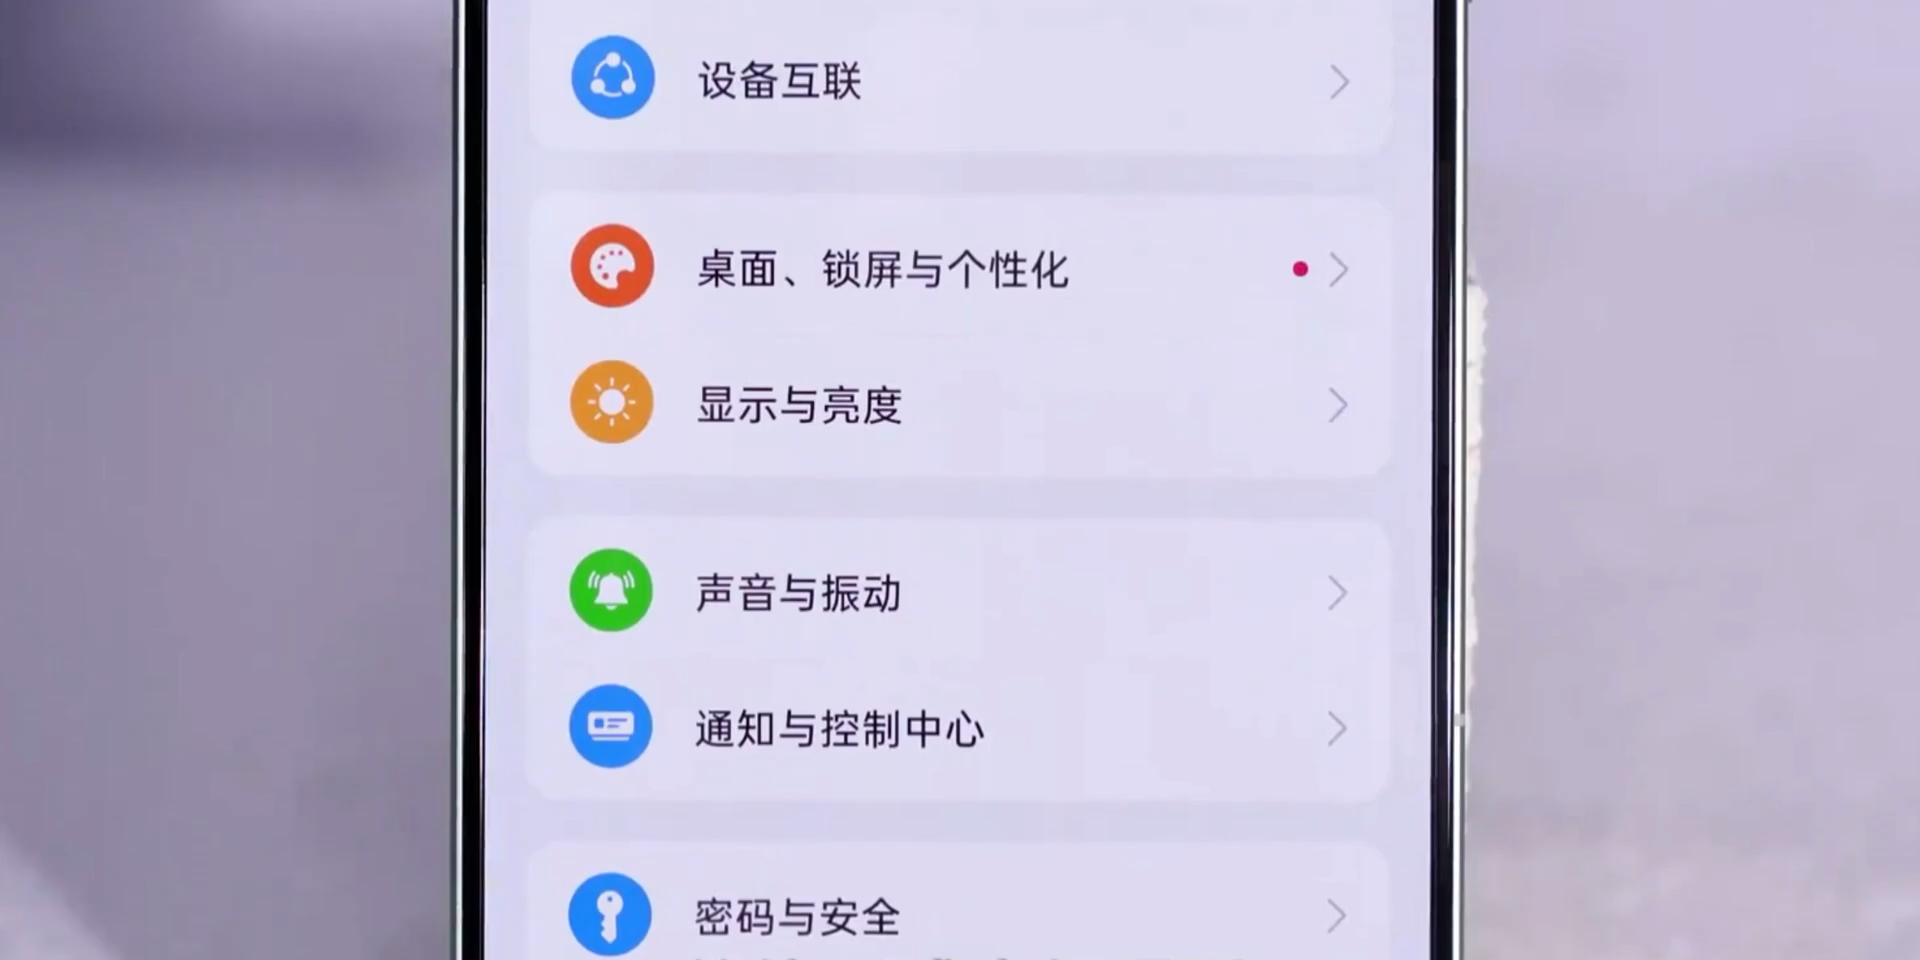 设备互联
桌面、锁屏与个性化
显示与亮度
声音与振动
通知与控制中心
密码与安全